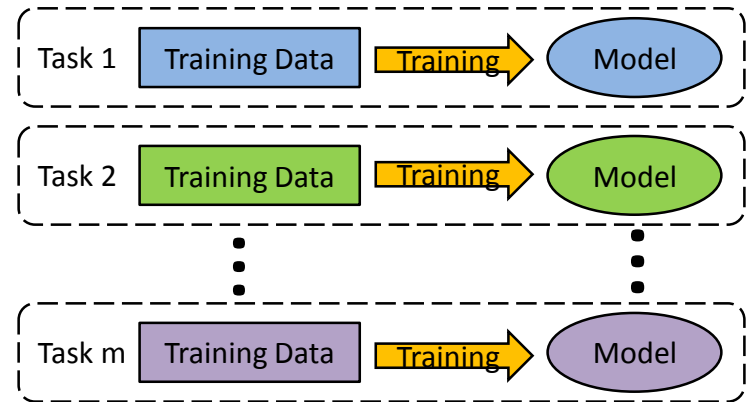 Task 1 Training Data Training Model
Task 2 Training Data Training Model
Task m Training Data Training Model